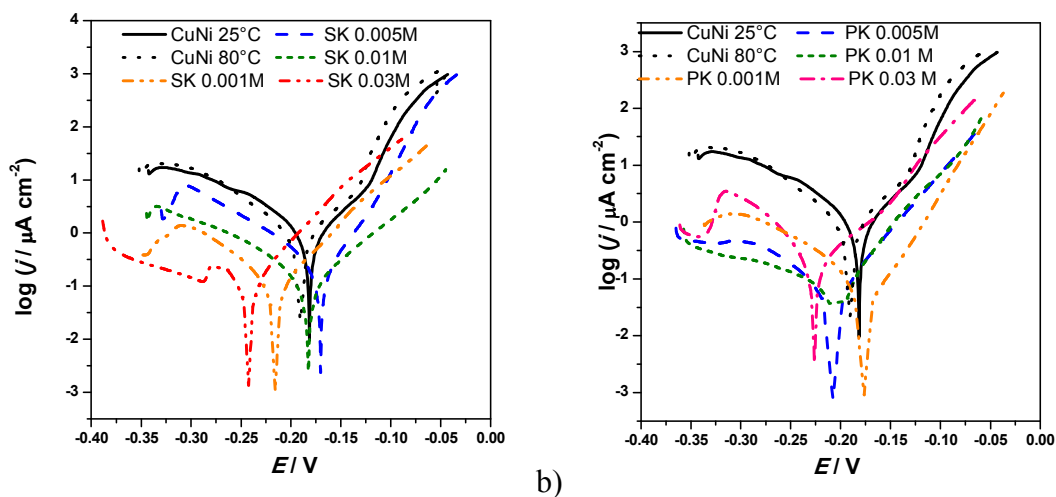 CuNi 25°C
CuNi 80°C
SK 0.001M
SK 0.005M
SK 0.01M
SK 0.03M
log (j / µA cm-2)
4
3
2
1
0
-1
-2
-3
-0.40 -0.35 -0.30 -0.25 -0.20 -0.15 -0.10 -0.05 0.00
E / V
b)
CuNi 25°C
CuNi 80°C
PK 0.001M
PK 0.005M
PK 0.01 M
PK 0.03 M
log (j / µA cm-2)
3
2
1
0
-1
-2
-3
-0.40 -0.35 -0.30 -0.25 -0.20 -0.15 -0.10 -0.05 0.00
E / V